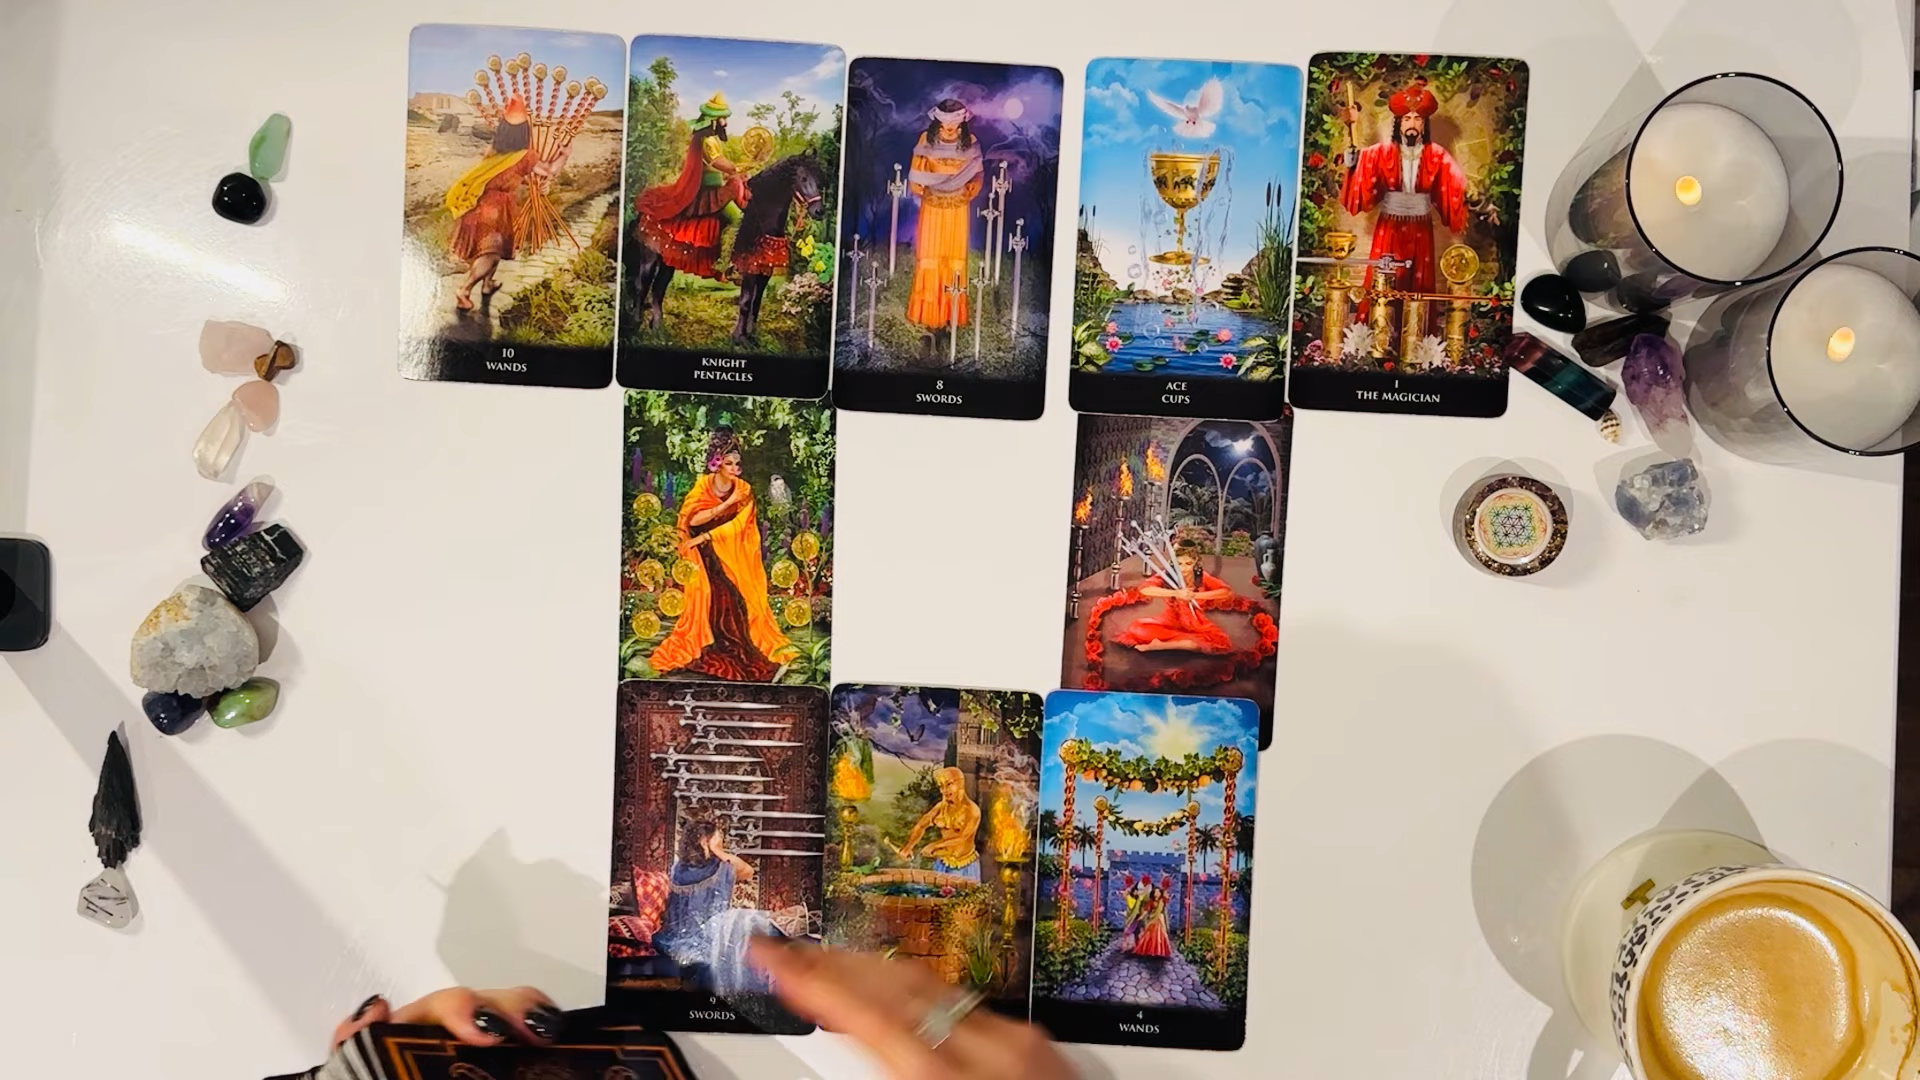 10
WANDS
KNIGHT
PENTACLES
8
SWORDS
ACE
CUPS
I
THE MAGICIAN
9
SWORDS
4
WANDS